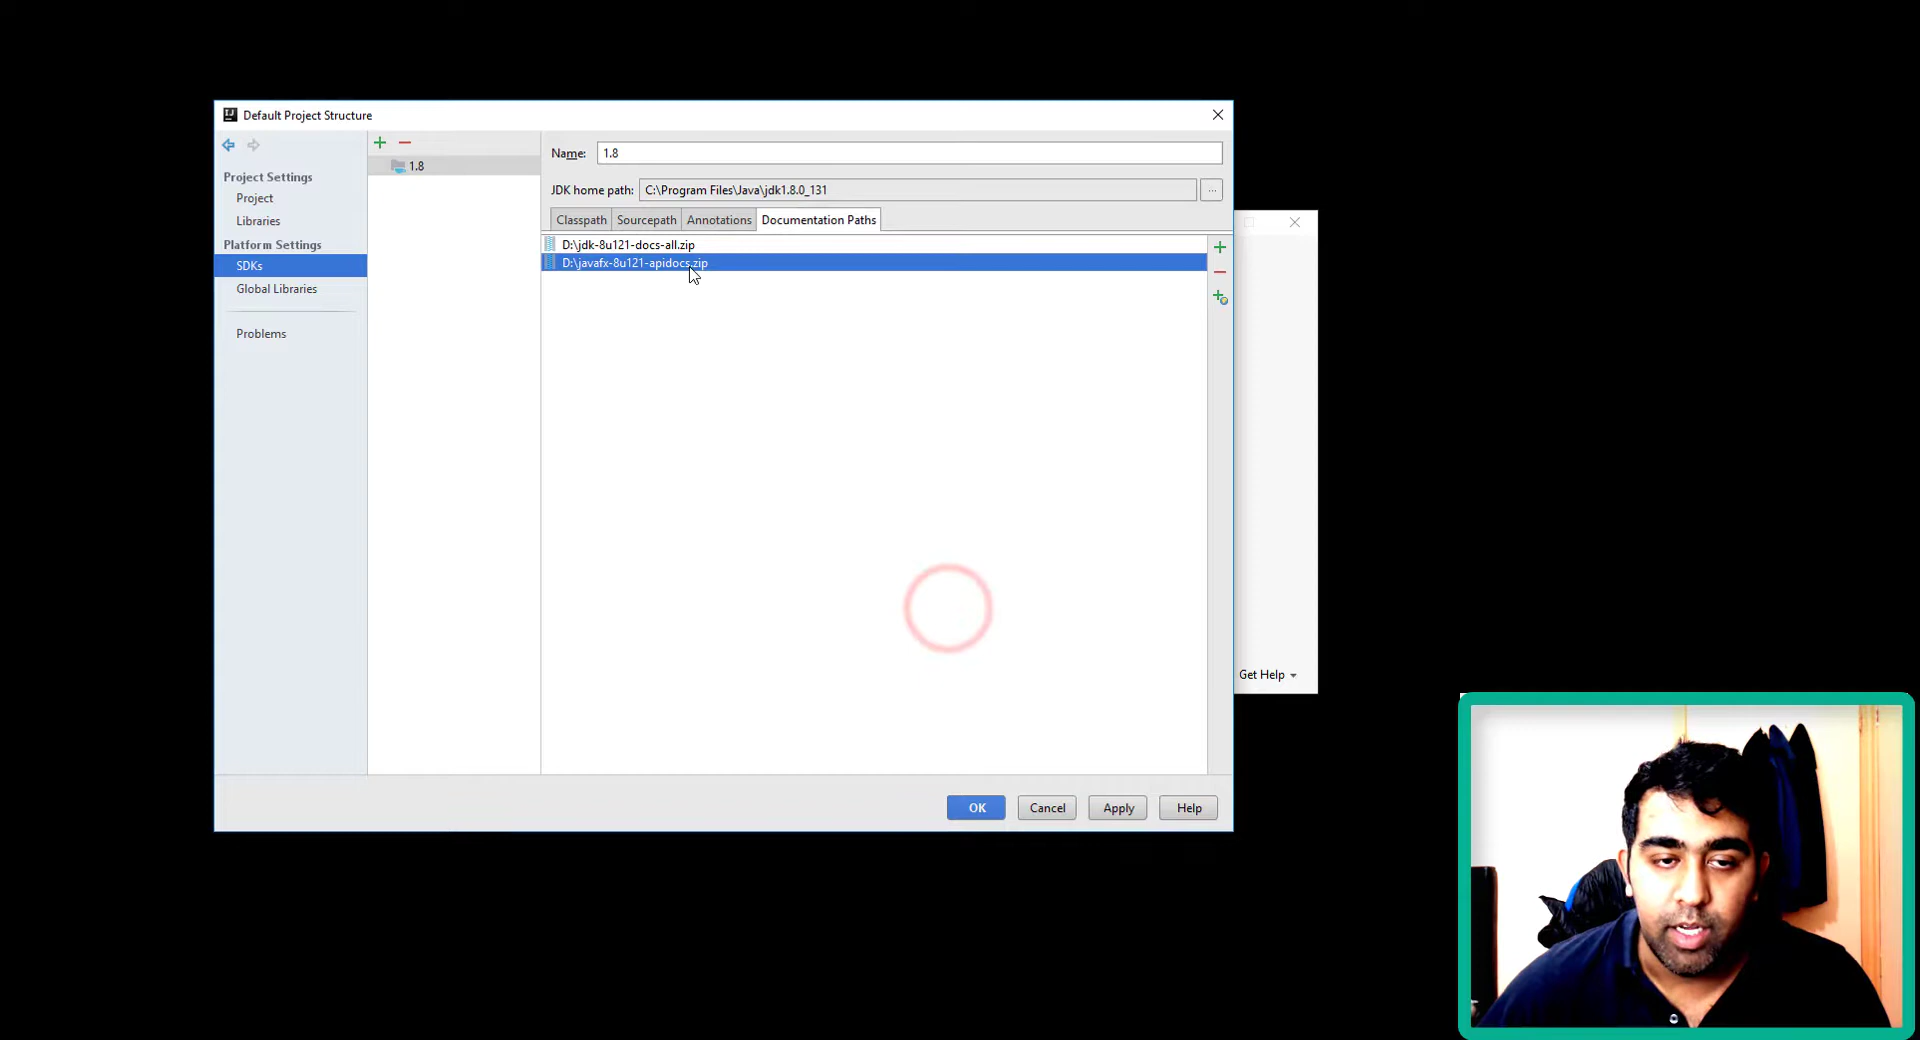 Default Project Structure
Project Settings
Project
Libraries
Platform Settings
SDKs
Global Libraries
Problems
1.8
Name: 1.8
JDK home path: C:\Program Files\Java\jdk1.8.0_131
...
Classpath Sourcepath Annotations Documentation Paths
D:\jdk-8u121-docs-all.zip
D:\javafx-8u121-apidocs.zip
Get Help
OK Cancel Apply Help